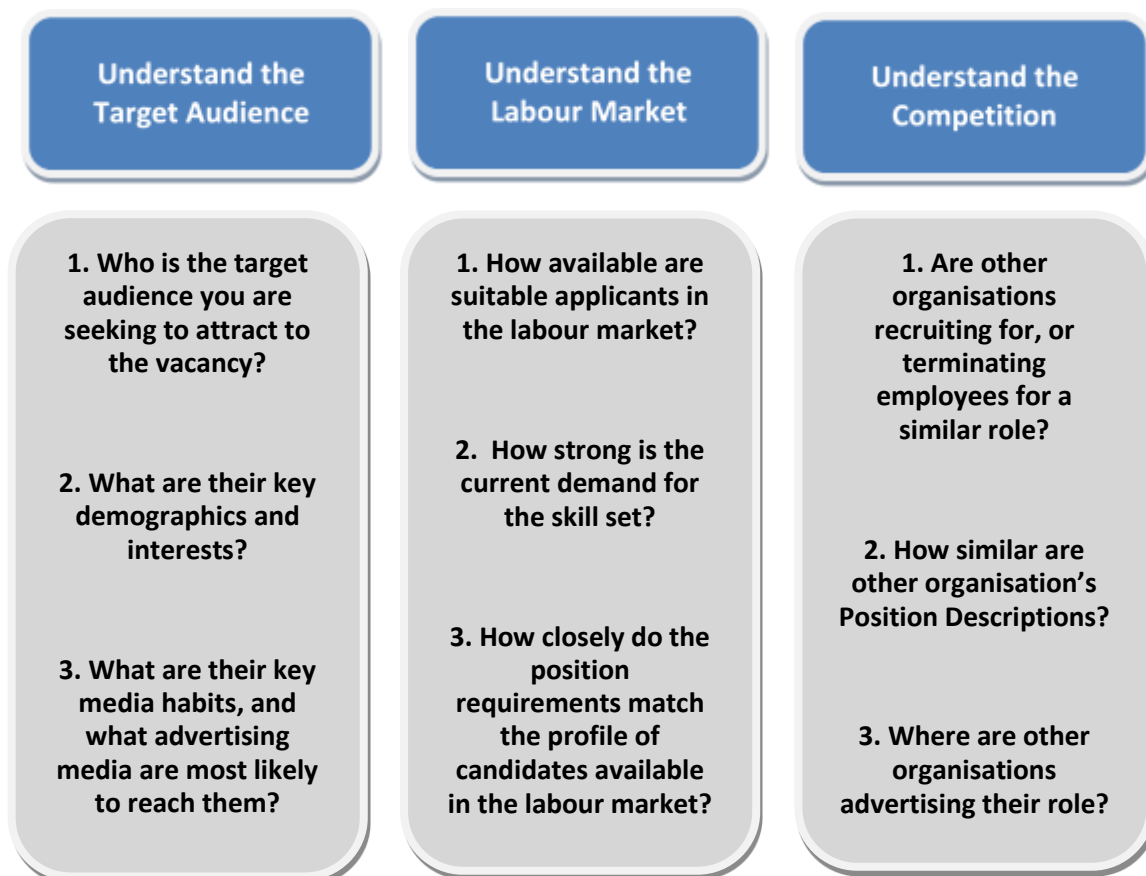 Understand the
Target Audience
Understand the
Labour Market
Understand the
Competition
1. Who is the target
audience you are
seeking to attract to
the vacancy?
2. What are their key
demographics and
interests?
3. What are their key
media habits, and
what advertising
media are most likely
to reach them?
1. How available are
suitable applicants in
the labour market?
2. How strong is the
current demand for
the skill set?
3. How closely do the
position
requirements match
the profile of
candidates available
in the labour market?
1. Are other
organisations
recruiting for, or
terminating
employees for a
similar role?
2. How similar are
other organisation’s
Position Descriptions?
3. Where are other
organisations
advertising their role?